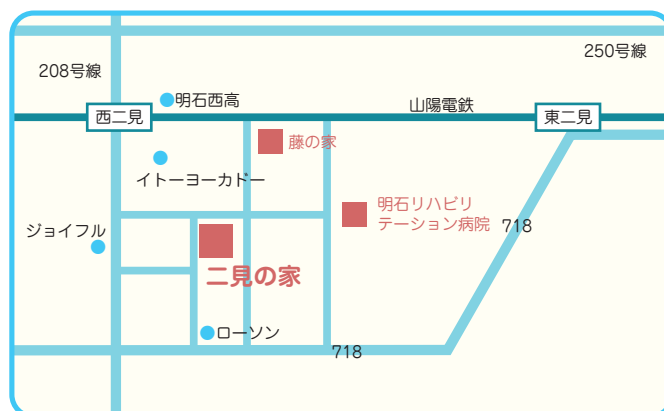 250号線
208号線
明石西高
山陽電鉄
西二見
東二見
藤の家
イトーヨーカドー
明石リハビリ
テーション病院
718
ジョイフル
二見の家
ローソン
718